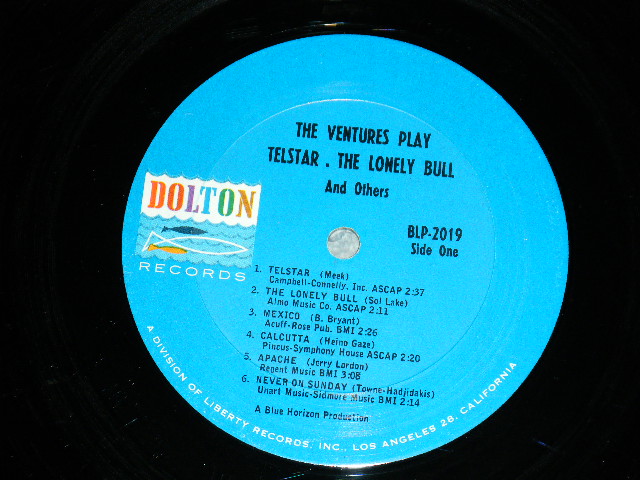 THE VENTURES PLAY
TELSTAR . THE LONELY BULL
And Others
DOLTON
RECORDS
BLP-2019
Side One
1. TELSTAR (Meek)
Campbell-Connelly, Inc. ASCAP 2:37
2. THE LONELY BULL (Sol Lake)
Almo Music Co. ASCAP 2:11
3. MEXICO (B. Bryant)
Acuff-Rose Pub. BMI 2:26
4. CALCUTTA (Heino Gaze)
Pincus-Symphony House ASCAP 2:20
5. APACHE (Jerry Lordon)
Regent Music BMI 3:08
6. NEVER ON SUNDAY (Towne-Hadjidakis)
Unart Music-Sidmore Music BMI 2:14
A Blue Horizon Production
A DIVISION OF LIBERTY RECORDS, INC., LOS ANGELES 28, CALIFORNIA